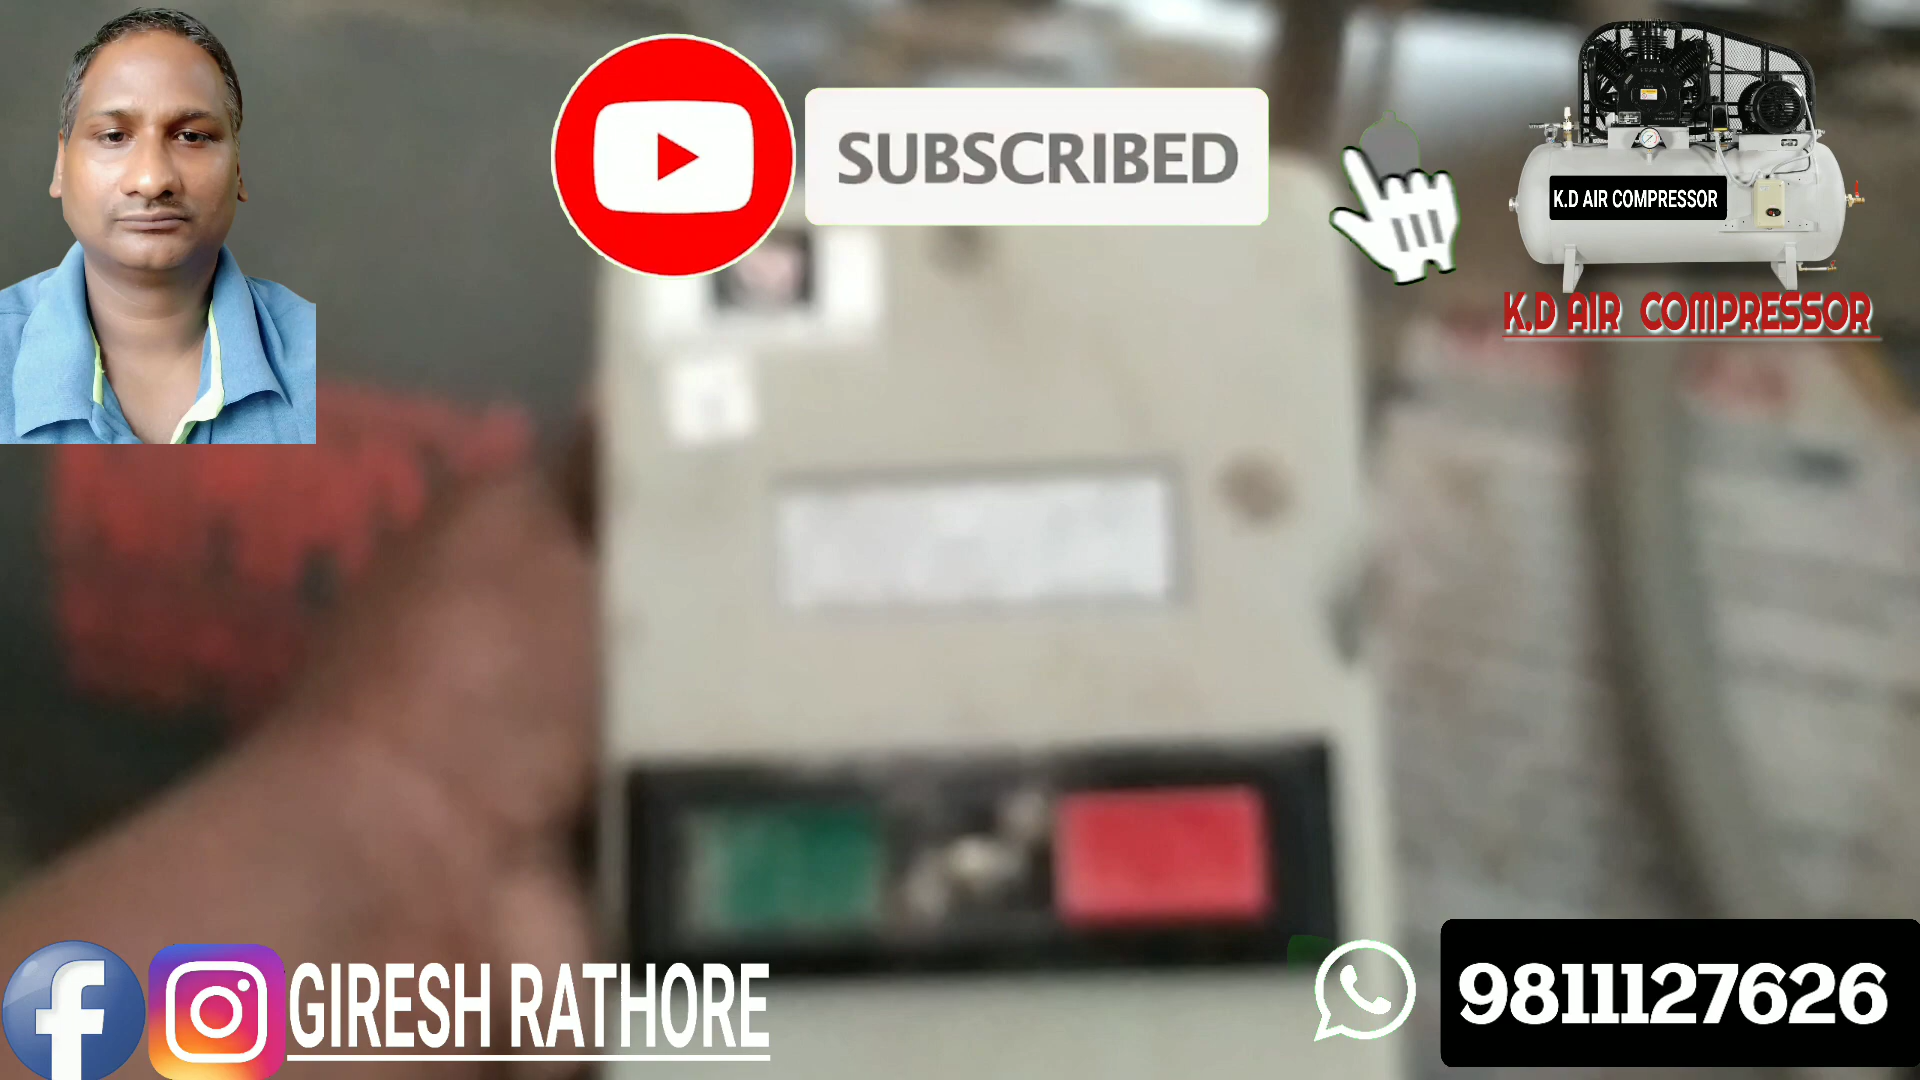 SUBSCRIBED
K.D AIR COMPRESSOR
K.D AIR COMPRESSOR
GIRESH RATHORE
9811127626